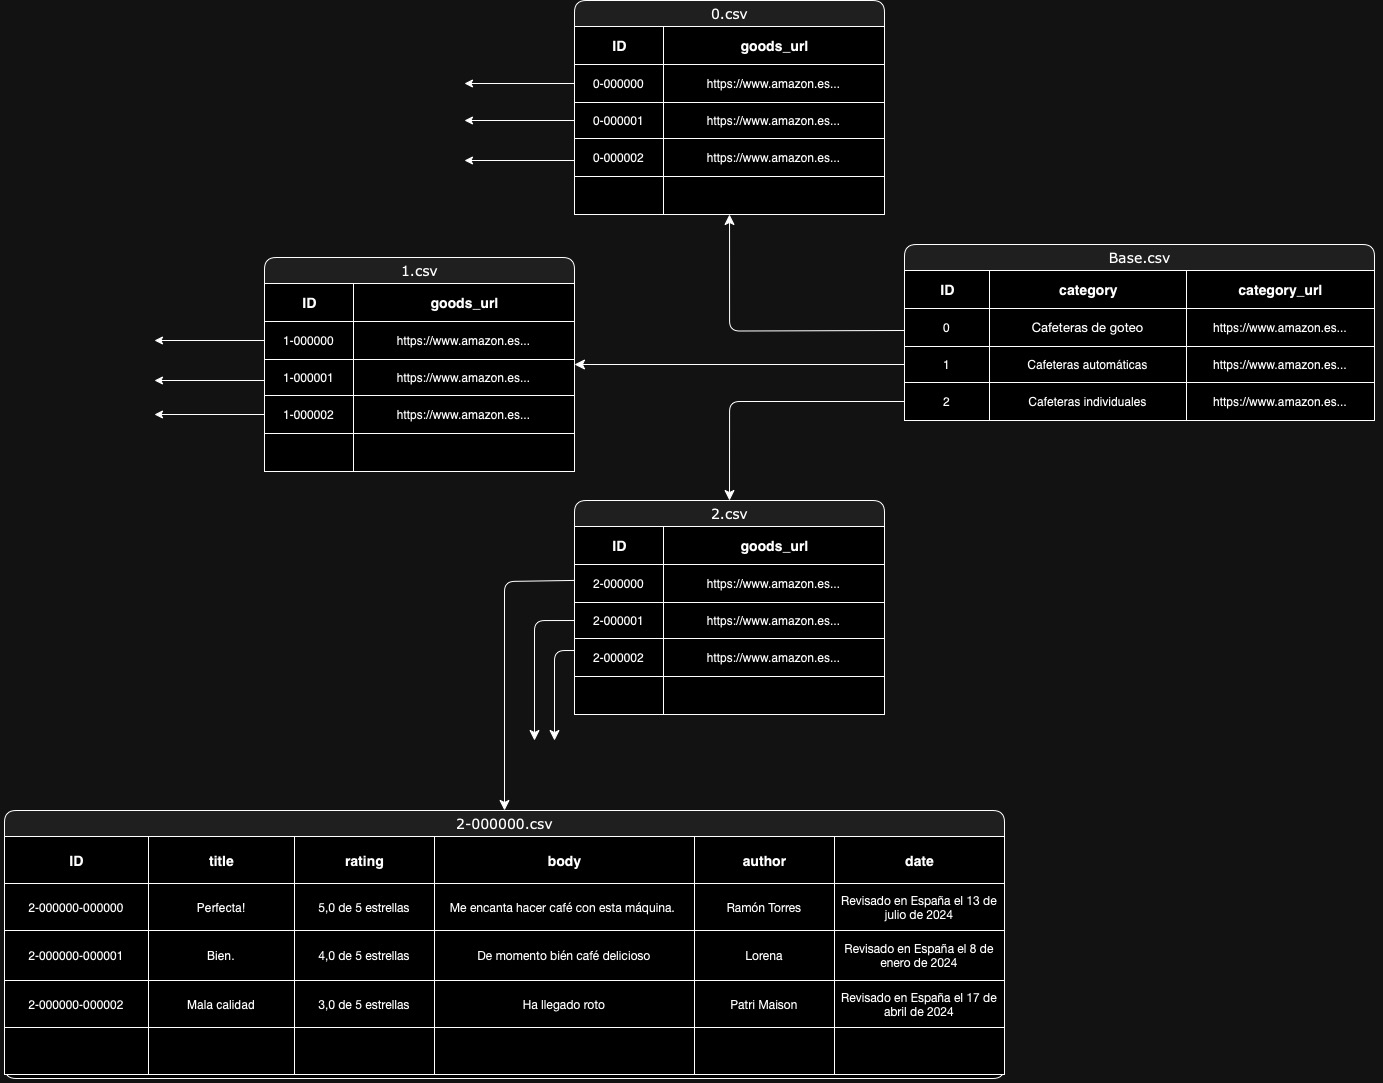 0.csv
ID goods_url
0-000000 https://www.amazon.es...
0-000001 https://www.amazon.es...
0-000002 https://www.amazon.es...
Base.csv
ID category category_url
0 Cafeteras de goteo https://www.amazon.es...
1 Cafeteras automáticas https://www.amazon.es...
2 Cafeteras individuales https://www.amazon.es...
1.csv
ID goods_url
1-000000 https://www.amazon.es...
1-000001 https://www.amazon.es...
1-000002 https://www.amazon.es...
2.csv
ID goods_url
2-000000 https://www.amazon.es...
2-000001 https://www.amazon.es...
2-000002 https://www.amazon.es...
2-000000.csv
ID title rating body author date
2-000000-000000 Perfecta! 5,0 de 5 estrellas Me encanta hacer café con esta máquina. Ramón Torres Revisado en España el 13 de
julio de 2024
2-000000-000001 Bien. 4,0 de 5 estrellas De momento bién café delicioso Lorena Revisado en España el 8 de
enero de 2024
2-000000-000002 Mala calidad 3,0 de 5 estrellas Ha llegado roto Patri Maison Revisado en España el 17 de
abril de 2024